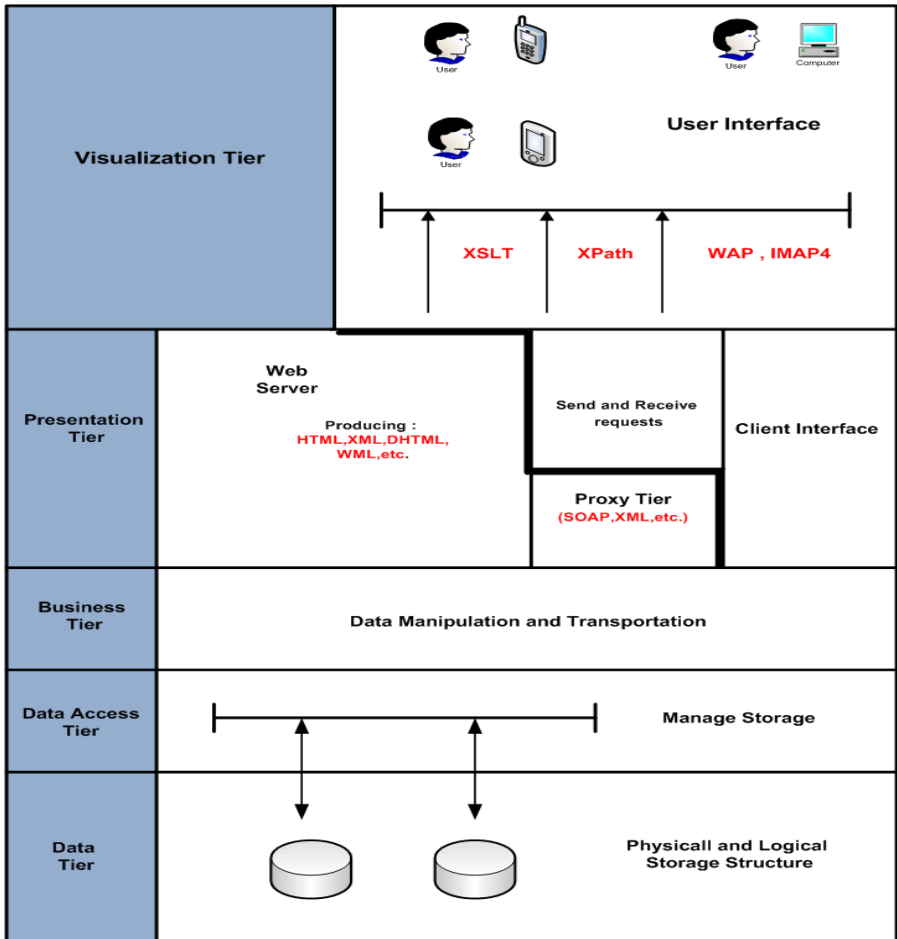 User
User
Computer
User Interface
Visualization Tier
User
XSLT
XPath
WAP , IMAP4
Web
Server
Producing :
HTML,XML,DHTML,
WML,etc.
Send and Receive
requests
Client Interface
Presentation
Tier
Proxy Tier
(SOAP,XML,etc.)
Business
Tier
Data Manipulation and Transportation
Data Access
Tier
Manage Storage
Data
Tier
Physicall and Logical
Storage Structure